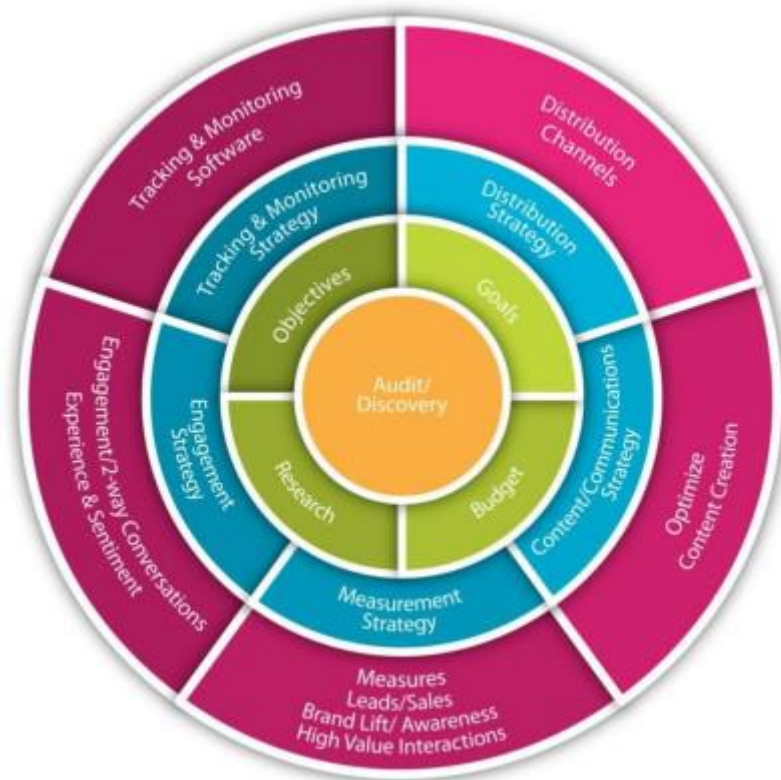 Tracking & Monitoring
Software
Distribution
Channels
Tracking & Monitoring
Strategy
Distribution
Strategy
Objectives
Goals
Audit/
Discovery
Engagement/2-way Conversations
Experience & Sentiment
Engagement
Strategy
Research
Budget
Content/Communications
Strategy
Optimize
Content Creation
Measurement
Strategy
Measures
Leads/Sales
Brand Lift/ Awareness
High Value Interactions